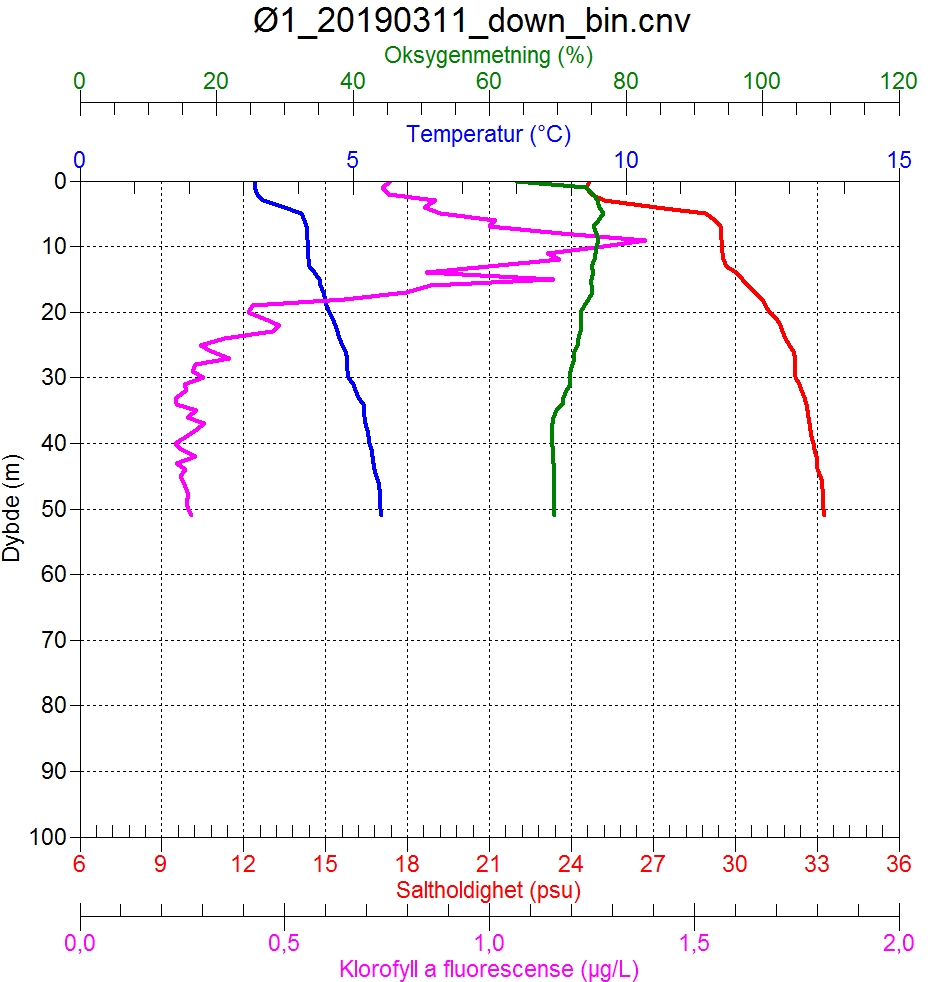 Ø1_20190311_down_bin.cnv
Oksygenmetning (%)
0 20 40 60 80 100 120
Temperatur (°C)
0 5 10 15
0
10
20
30
40
50
60
70
80
90
100
Dybde (m)
6 9 12 15 18 21 24 27 30 33 36
Saltholdighet (psu)
0,0 0,5 1,0 1,5 2,0
Klorofyll a fluorescense (µg/L)